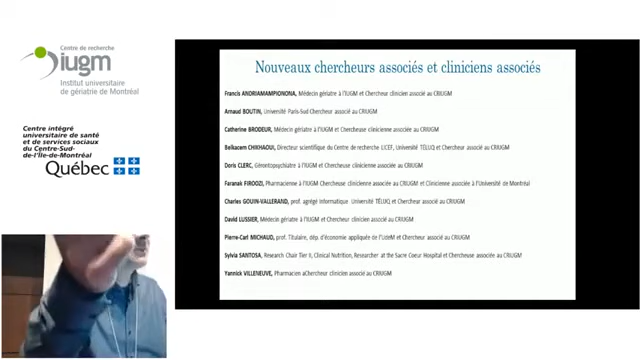 Centre de recherche
iugm
Institut universitaire
de gériatrie de Montréal
Centre intégré
universitaire de santé
et de services sociaux
du Centre-Sud-
de-l'Île-de-Montréal
Québec
Nouveaux chercheurs associés et cliniciens associés
Francis ANDRIAMAMPIONONA, Médecin gériatre à l'IUGM et Chercheur clinicien associé au CRIUGM
Arnaud BOUTIN, Université Paris-Sud Chercheur associé au CRIUGM
Catherine BRODEUR, Médecin gériatre à l'IUGM et Chercheuse clinicienne associée au CRIUGM
Belkacem CHIKHAOUI, Directeur scientifique du Centre de recherche LICEF, Université TÉLUQ et Chercheur associé au CRIUGM
Doris CLERC, Gérontopsychiatre à l'IUGM et Chercheuse clinicienne associée au CRIUGM
Faranak FIROOZI, Pharmacienne à l'IUGM Chercheuse clinicienne associée au CRIUGM et Clinicienne associée à l'Université de Montréal
Charles GOUIN-VALLERAND, prof. agrégé informatique Université TÉLUQ et Chercheur associé au CRIUGM
David LUSSIER, Médecin gériatre à l'IUGM et Chercheur clinicien associé au CRIUGM
Pierre-Carl MICHAUD, prof. Titulaire, dép. d'économie appliquée de l'UdeM et Chercheur associé au CRIUGM
Sylvia SANTOSA, Research Chair Tier II, Clinical Nutrition, Researcher at the Sacre Coeur Hospital et Chercheuse associée au CRIUGM
Yannick VILLENEUVE, Pharmacien aChercheur clinicien associé au CRIUGM